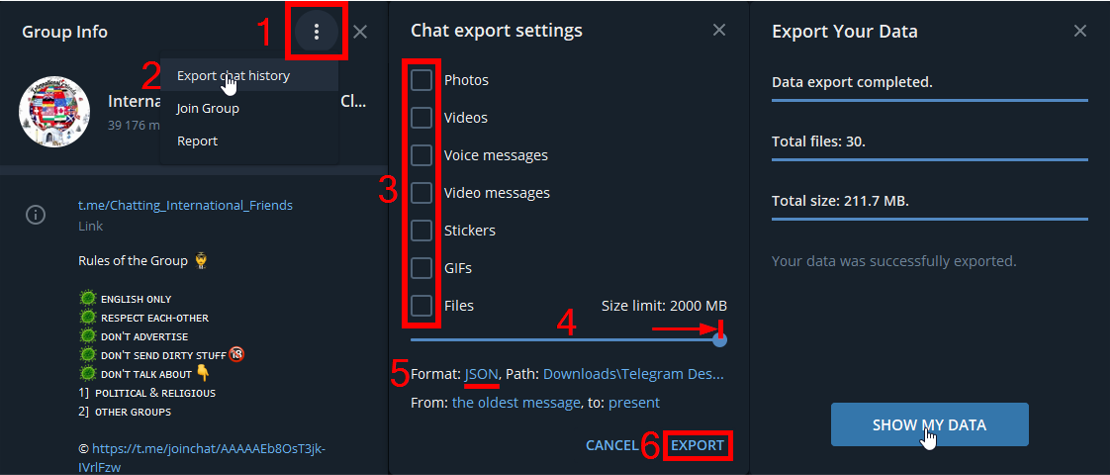 Group Info
1
2
Export chat history
Join Group
Report
Interna
Cl...
39 176 m
t.me/Chatting_International_Friends
Link
Rules of the Group
ENGLISH ONLY
RESPECT EACH-OTHER
DON'T ADVERTISE
DON'T SEND DIRTY STUFF 🔞
DON'T TALK ABOUT 👇
1] POLITICAL & RELIGIOUS
2] OTHER GROUPS
© https://t.me/joinchat/AAAAAEb8OsT3jk-
IVrlFzw
Chat export settings
3
Photos
Videos
Voice messages
Video messages
Stickers
GIFs
Files
Size limit: 2000 MB
4
5
Format: JSON, Path: Downloads\Telegram Des...
From: the oldest message, to: present
CANCEL
6
EXPORT
Export Your Data
Data export completed.
Total files: 30.
Total size: 211.7 MB.
Your data was successfully exported.
SHOW MY DATA